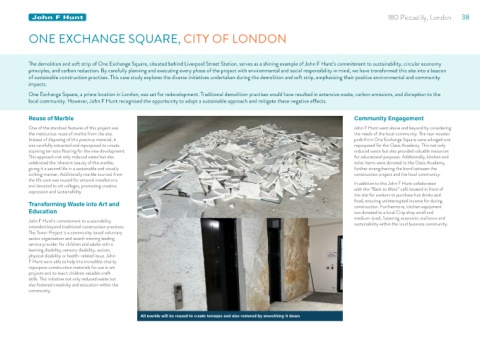 John F Hunt
180 Piccadilly, London 38
ONE EXCHANGE SQUARE, CITY OF LONDON
The demolition and soft strip of One Exchange Square, situated behind Liverpool Street Station, serves as a shining example of John F Hunt's commitment to sustainability, circular economy
principles, and carbon reduction. By carefully planning and executing every phase of the project with environmental and social responsibility in mind, we have transformed this site into a beacon
of sustainable construction practices. This case study explores the diverse initiatives undertaken during the demolition and soft strip, emphasising their positive environmental and community
impacts.
One Exchange Square, a prime location in London, was set for redevelopment. Traditional demolition practices would have resulted in extensive waste, carbon emissions, and disruption to the
local community. However, John F Hunt recognised the opportunity to adopt a sustainable approach and mitigate these negative effects.
Reuse of Marble
One of the standout features of this project was
the meticulous reuse of marble from the site.
Instead of disposing of this precious material, it
was carefully extracted and repurposed to create
stunning terrazzo flooring for the new development.
This approach not only reduced waste but also
celebrated the inherent beauty of the marble,
giving it a second life in a sustainable and visually
striking manner. Additionally marble sourced from
the lift cars was reused for artwork installations
are donated to art colleges, promoting creative
expression and sustainability.
Transforming Waste into Art and
Education
John F Hunt's commitment to sustainability
extended beyond traditional construction practices.
The Tower Project is a community based voluntary
sector organisation and award-winning leading
service provider for children and adults with a
learning disability, sensory disability, autism,
physical disability or health-related issue. John
F Hunt were able to help this incredible charity
repurpose construction materials for use in art
projects and to teach children valuable craft
skills. This initiative not only reduced waste but
also fostered creativity and education within the
community.
All marble will be reused to create terrazzo and also restored by smoothing it down
Community Engagement
John F Hunt went above and beyond by considering
the needs of the local community. The rear wooden
pods from One Exchange Square were salvaged and
repurposed for the Oasis Academy. This not only
reduced waste but also provided valuable resources
for educational purposes. Additionally, kitchen and
toilet items were donated to the Oasis Academy,
further strengthening the bond between the
construction project and the local community.
In addition to this John F Hunt collaborated
with the "Back to Minis" café located in front of
the site for workers to purchase hot drinks and
food, ensuring uninterrupted income for during
construction. Furthermore, kitchen equipment
was donated to a local Chip shop small and
medium-sized, fostering economic resilience and
sustainability within the local business community.